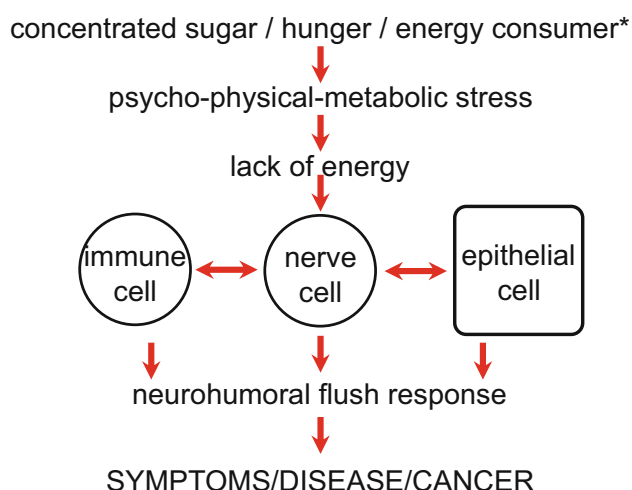 concentrated sugar / hunger / energy consumer*
psycho-physical-metabolic stress
lack of energy
immune
cell
nerve
cell
epithelial
cell
neurohumoral flush response
SYMPTOMS/DISEASE/CANCER